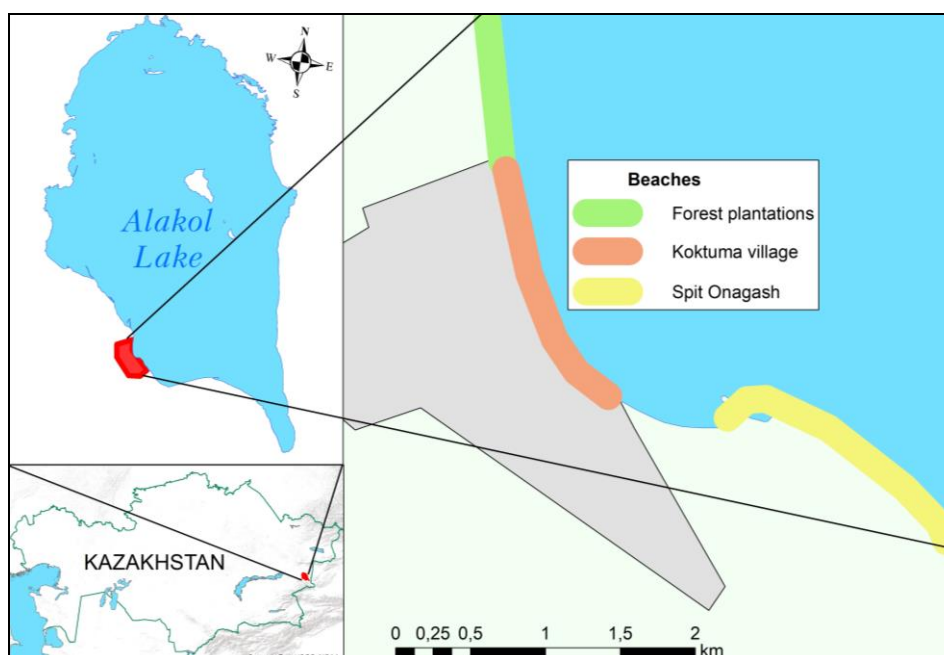 N
W
E
S
Alakol
Lake
Beaches
Forest plantations
Koktuma village
Spit Onagash
KAZAKHSTAN
0 0,25 0,5 1 1,5 2
km